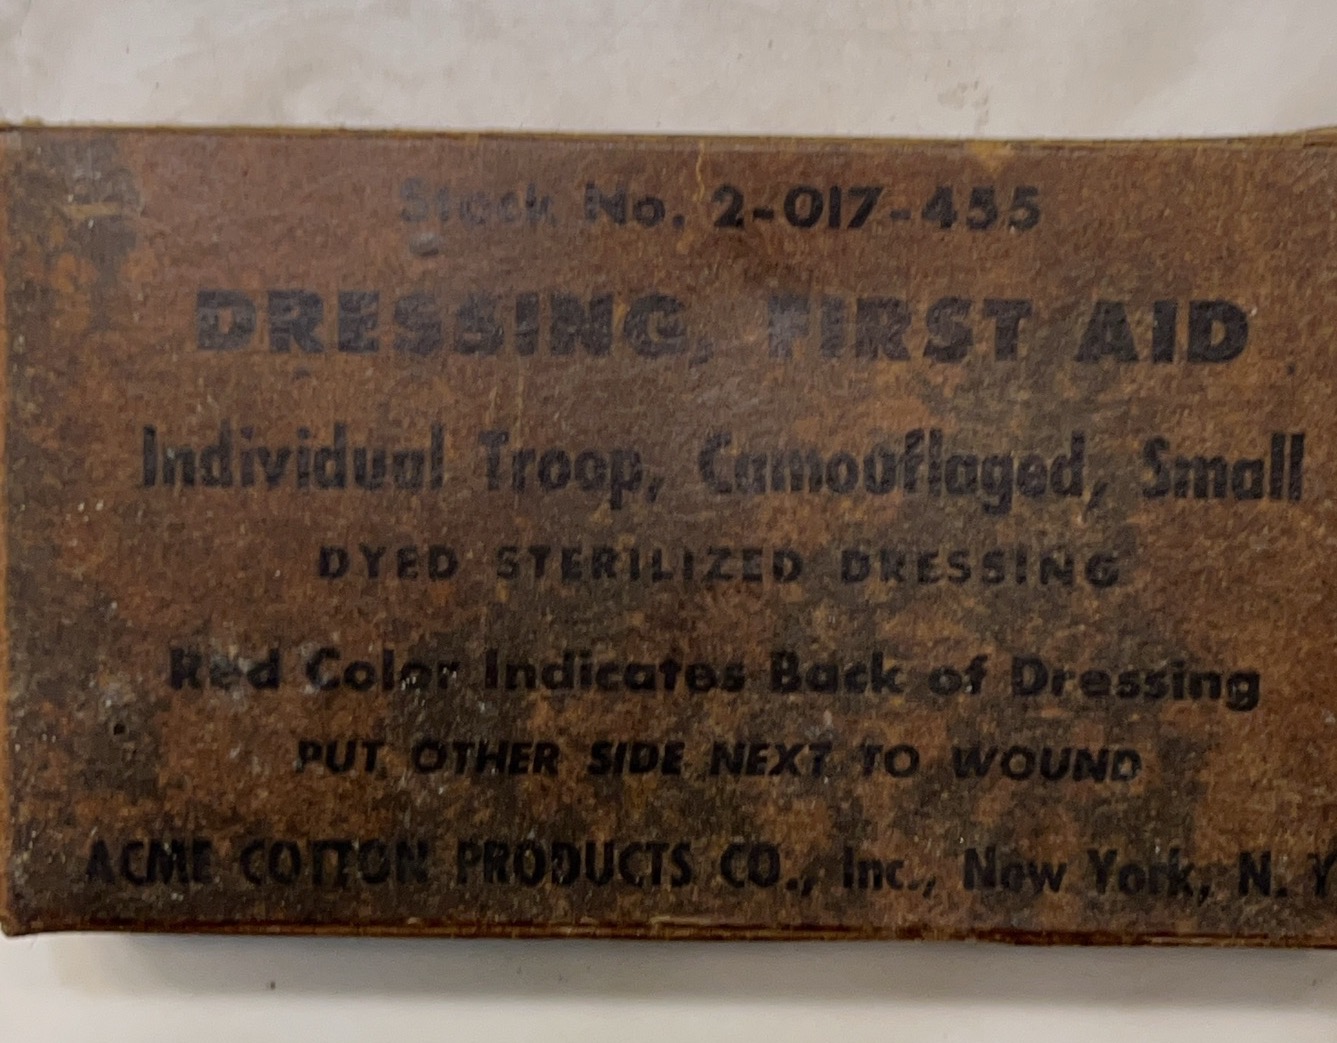 Stock No. 2-017-455
DRESSING, FIRST AID
Individual Troop, Camouflaged, Small
DYED STERILIZED DRESSING
Red Color Indicates Back of Dressing
PUT OTHER SIDE NEXT TO WOUND
ACME COTTON PRODUCTS CO., Inc., New York, N. Y